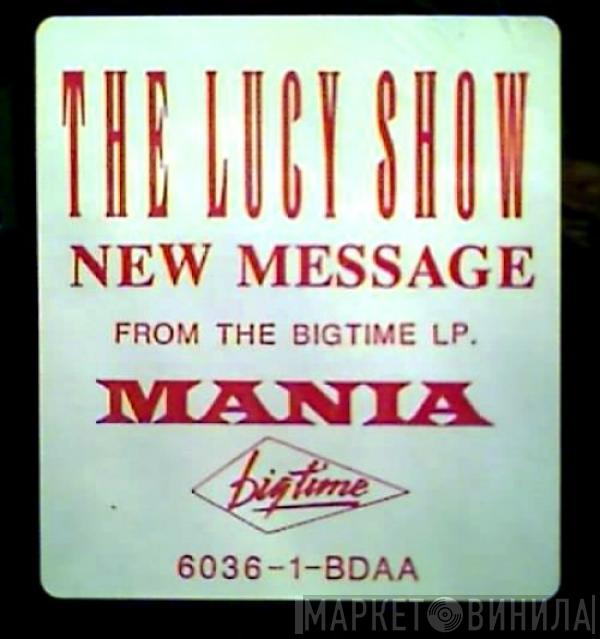 THE LUCY SHOW
NEW MESSAGE
FROM THE BIGTIME LP.
MANIA
bigtime
6036-1-BDAA
МАРКЕТ ВИНИЛА